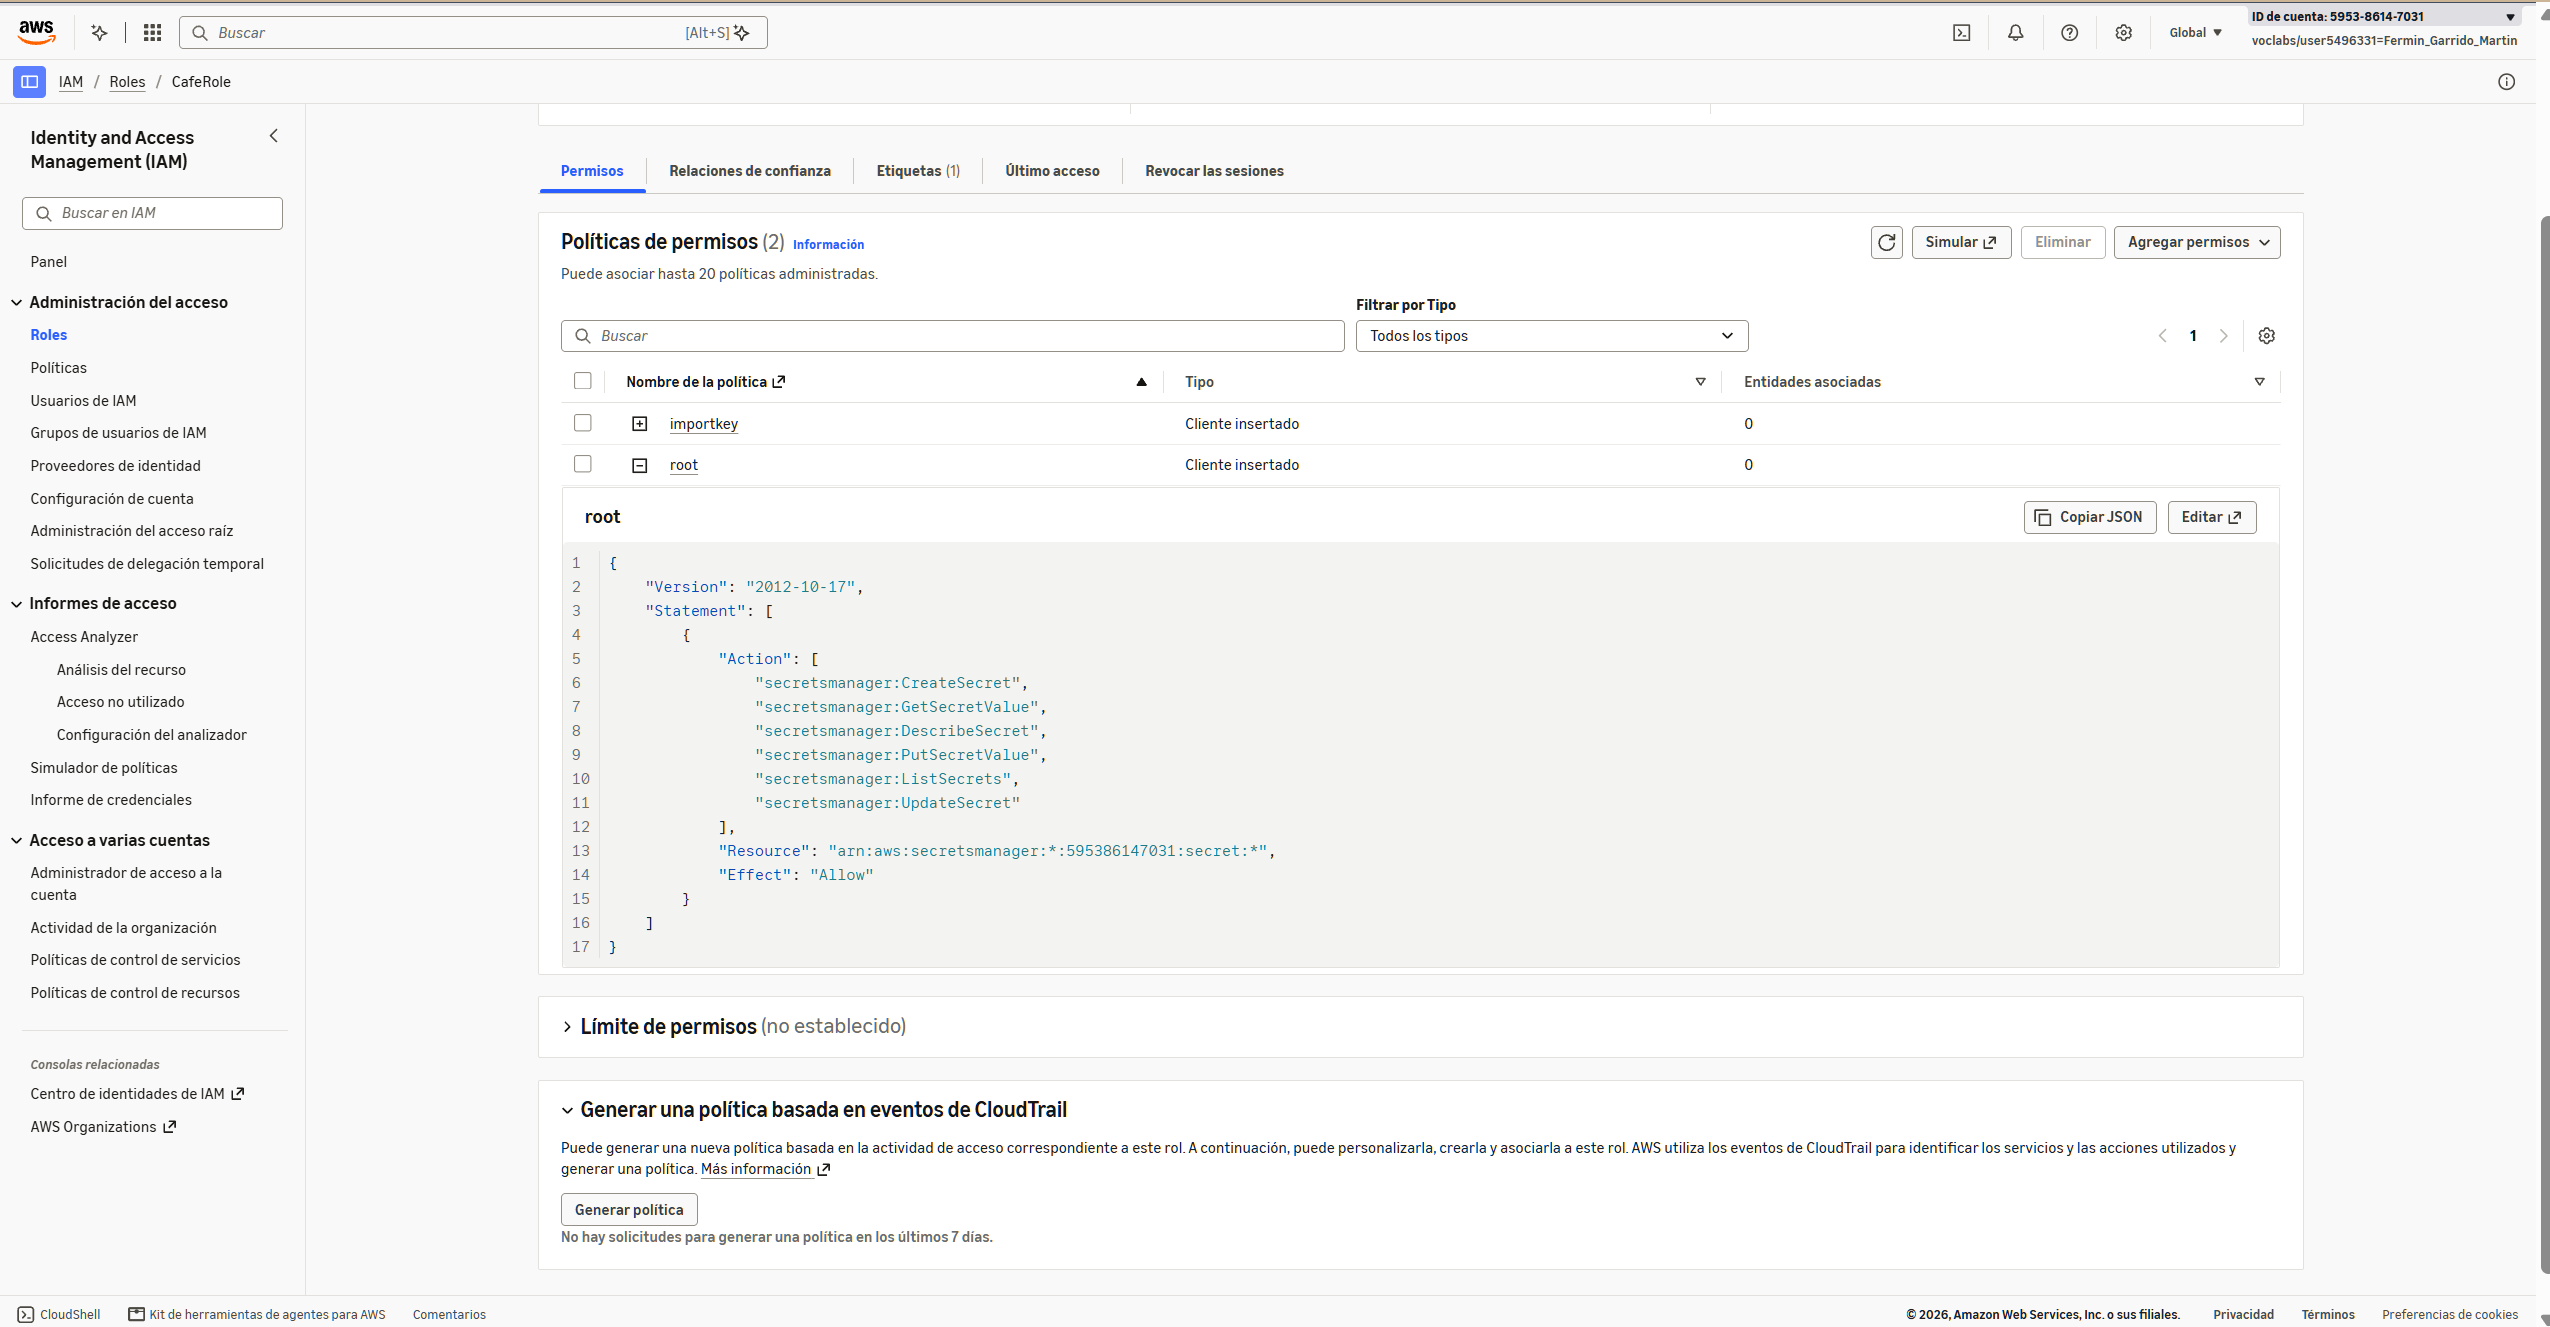 aws
Buscar
[Alt+S]
Global
ID de cuenta: 5953-8614-7031
voclabs/user5496331=Fermin_Garrido_Martin
IAM / Roles / CafeRole
Identity and Access
Management (IAM)
Buscar en IAM
Panel
Administración del acceso
Roles
Políticas
Usuarios de IAM
Grupos de usuarios de IAM
Proveedores de identidad
Configuración de cuenta
Administración del acceso raíz
Solicitudes de delegación temporal
Informes de acceso
Access Analyzer
Análisis del recurso
Acceso no utilizado
Configuración del analizador
Simulador de políticas
Informe de credenciales
Acceso a varias cuentas
Administrador de acceso a la
cuenta
Actividad de la organización
Políticas de control de servicios
Políticas de control de recursos
Consolas relacionadas
Centro de identidades de IAM
AWS Organizations
Permisos
Relaciones de confianza
Etiquetas (1)
Último acceso
Revocar las sesiones
Políticas de permisos (2) Información
Simular
Eliminar
Agregar permisos
Puede asociar hasta 20 políticas administradas.
Filtrar por Tipo
Buscar
Todos los tipos
1
Nombre de la política
Tipo
Entidades asociadas
importkey
Cliente insertado
0
root
Cliente insertado
0
root
Copiar JSON
Editar
1 {
2 "Version": "2012-10-17",
3 "Statement": [
4 {
5 "Action": [
6 "secretsmanager:CreateSecret",
7 "secretsmanager:GetSecretValue",
8 "secretsmanager:DescribeSecret",
9 "secretsmanager:PutSecretValue",
10 "secretsmanager:ListSecrets",
11 "secretsmanager:UpdateSecret"
12 ],
13 "Resource": "arn:aws:secretsmanager:*:595386147031:secret:*",
14 "Effect": "Allow"
15 }
16 ]
17 }
Límite de permisos (no establecido)
Generar una política basada en eventos de CloudTrail
Puede generar una nueva política basada en la actividad de acceso correspondiente a este rol. A continuación, puede personalizarla, crearla y asociarla a este rol. AWS utiliza los eventos de CloudTrail para identificar los servicios y las acciones utilizados y
generar una política. Más información
Generar política
No hay solicitudes para generar una política en los últimos 7 días.
CloudShell
Kit de herramientas de agentes para AWS
Comentarios
© 2026, Amazon Web Services, Inc. o sus filiales.
Privacidad
Términos
Preferencias de cookies